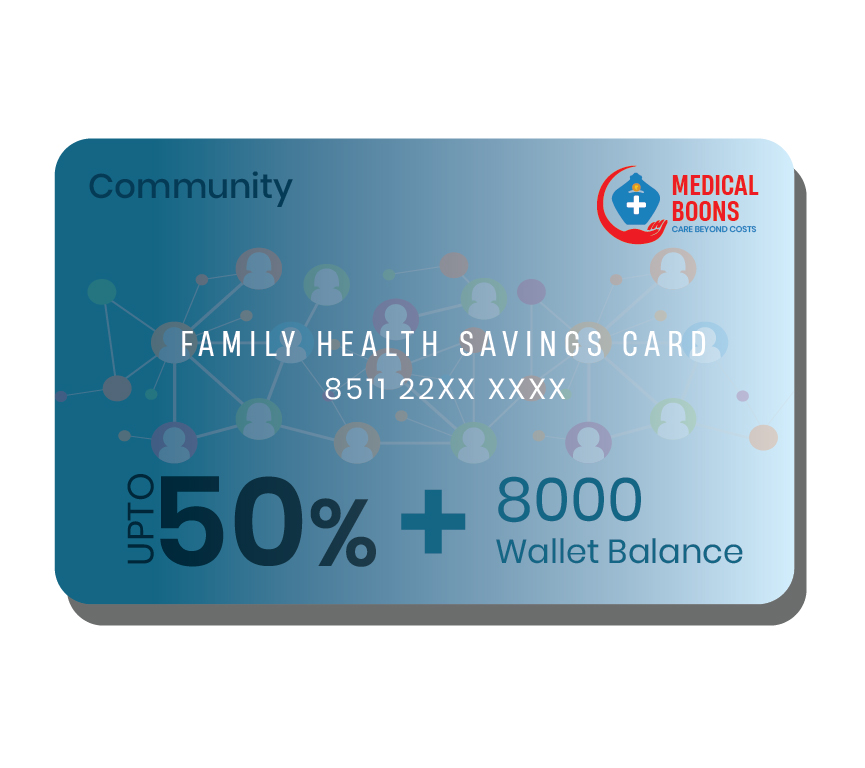 Community
MEDICAL
BOONS
CARE BEYOND COSTS
FAMILY HEALTH SAVINGS CARD
8511 22XX XXXX
UPTO
50% + 8000
Wallet Balance